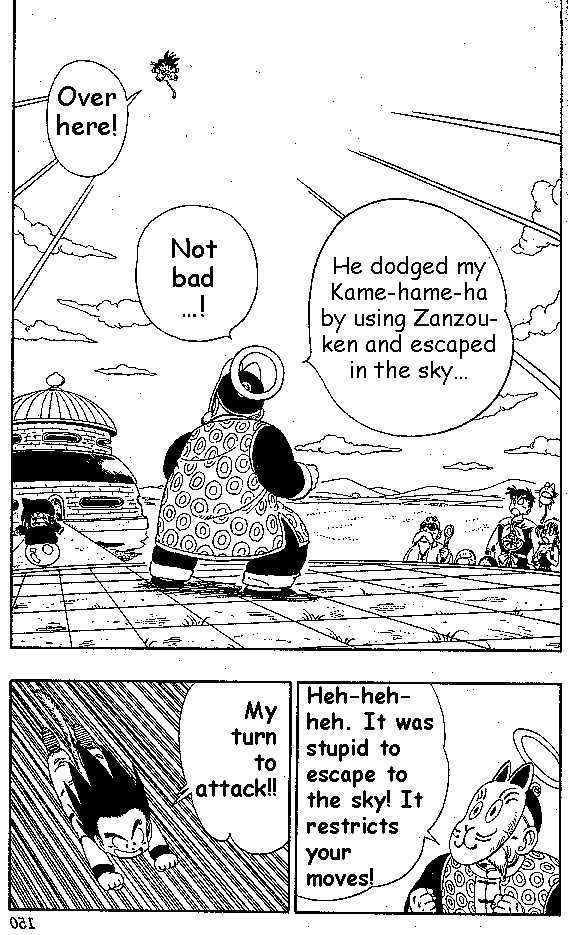 Over
here!
Not
bad
...!
He dodged my
Kame-hame-ha
by using Zanzou-
ken and escaped
in the sky...
My
turn
to
attack!!
Heh-heh-
heh. It was
stupid to
escape to
the sky! It
restricts
your
moves!
150